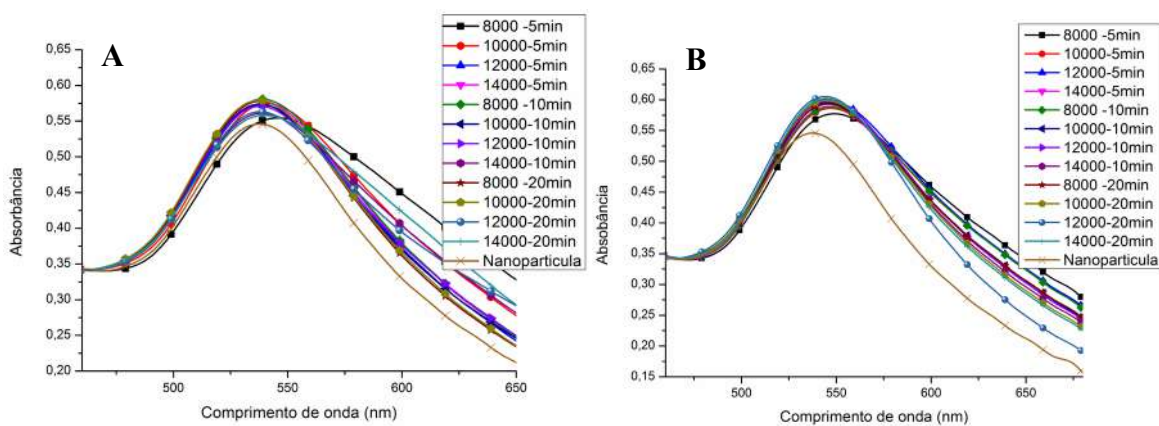 A
0,65
0,60
0,55
0,50
0,45
0,40
0,35
0,30
0,25
0,20
500
550
600
650
Absorbância
Comprimento de onda (nm)
8000 -5min
10000-5min
12000-5min
14000-5min
8000 -10min
10000-10min
12000-10min
14000-10min
8000 -20min
10000-20min
12000-20min
14000-20min
Nanoparticula
B
0,65
0,60
0,55
0,50
0,45
0,40
0,35
0,30
0,25
0,20
0,15
500
550
600
650
Absobância
Comprimento de onda (nm)
8000 -5min
10000-5min
12000-5min
14000-5min
8000 -10min
10000-10min
12000-10min
14000-10min
8000 -20min
10000-20min
12000-20min
14000-20min
Nanoparticula